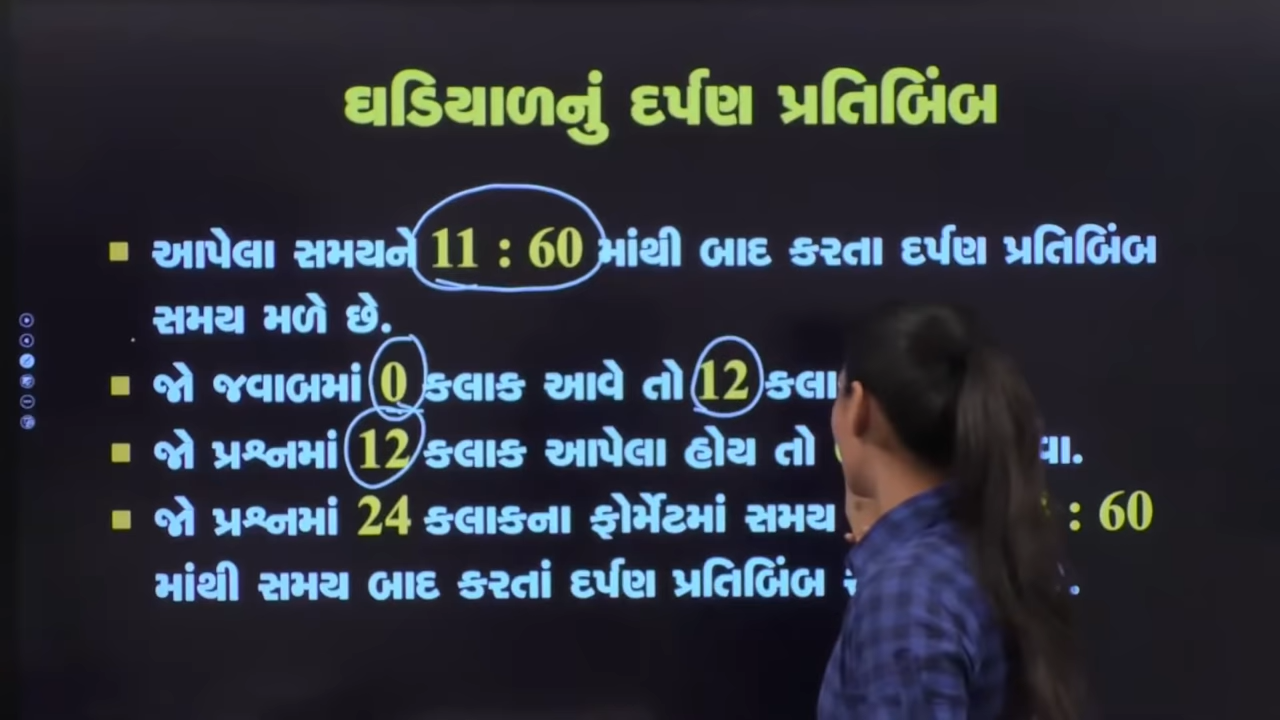 ઘડિયાળનું દર્પણ પ્રતિબિંબ
આપેલા સમયને 11 : 60 માંથી બાદ કરતા દર્પણ પ્રતિબિંબ
સમય મળે છે.
જો જવાબમાં 0 કલાક આવે તો 12
જો પ્રશ્નમાં 12 કલાક આપેલા હોય તો
જો પ્રશ્નમાં 24 કલાકના ફોર્મેટમાં સમય : 60
માંથી સમય બાદ કરતાં દર્પણ પ્રતિબિંબ